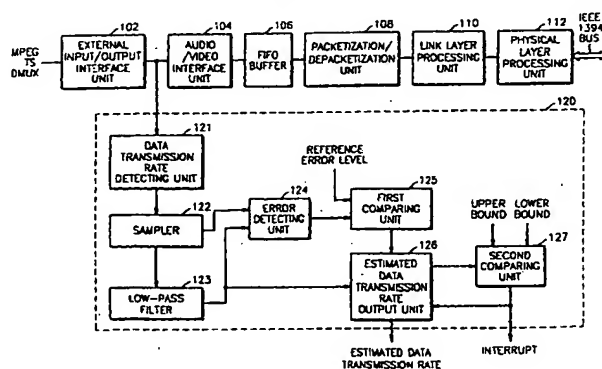 102
104
106
108
110
112
IEEE
1394
BUS
MPEG
TS
DMUX
EXTERNAL
INPUT/OUTPUT
INTERFACE
UNIT
AUDIO
/VIDEO
INTERFACE
UNIT
FIFO
BUFFER
PACKETIZATION/
DEPACKETIZATION
UNIT
LINK LAYER
PROCESSING
UNIT
PHYSICAL
LAYER
PROCESSING
UNIT
120
121
DATA
TRANSMISSION
RATE
DETECTING UNIT
REFERENCE
ERROR LEVEL
122
SAMPLER
124
ERROR
DETECTING
UNIT
125
FIRST
COMPARING
UNIT
UPPER
BOUND
LOWER
BOUND
123
LOW-PASS
FILTER
126
ESTIMATED
DATA
TRANSMISSION
RATE
OUTPUT UNIT
127
SECOND
COMPARING
UNIT
ESTIMATED DATA
TRANSMISSION RATE
INTERRUPT